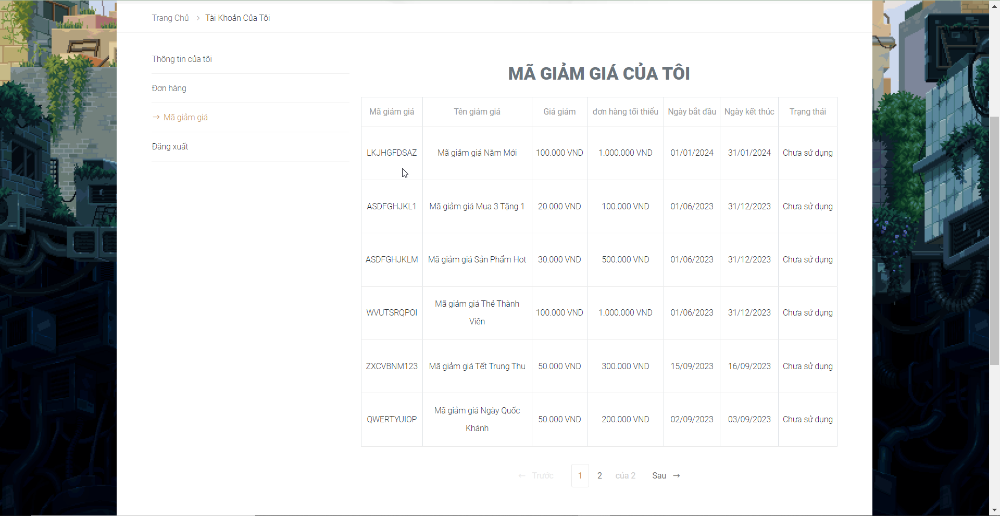 Trang Chủ > Tài Khoản Của Tôi
Thông tin của tôi
Đơn hàng
→ Mã giảm giá
Đăng xuất
MÃ GIẢM GIÁ CỦA TÔI
Mã giảm giá Tên giảm giá Giá giảm đơn hàng tối thiểu Ngày bắt đầu Ngày kết thúc Trạng thái
LKJHGFDSAZ Mã giảm giá Năm Mới 100.000 VND 1.000.000 VND 01/01/2024 31/01/2024 Chưa sử dụng
ASDFGHJKL1 Mã giảm giá Mua 3 Tặng 1 20.000 VND 100.000 VND 01/06/2023 31/12/2023 Chưa sử dụng
ASDFGHJKLM Mã giảm giá Sản Phẩm Hot 30.000 VND 500.000 VND 01/06/2023 31/12/2023 Chưa sử dụng
WVUTSRQPOI Mã giảm giá Thẻ Thành Viên 100.000 VND 1.000.000 VND 01/06/2023 31/12/2023 Chưa sử dụng
ZXCVBNM123 Mã giảm giá Tết Trung Thu 50.000 VND 300.000 VND 15/09/2023 16/09/2023 Chưa sử dụng
QWERTYUIOP Mã giảm giá Ngày Quốc Khánh 50.000 VND 200.000 VND 02/09/2023 03/09/2023 Chưa sử dụng
← Trước 1 2 của 2 Sau →